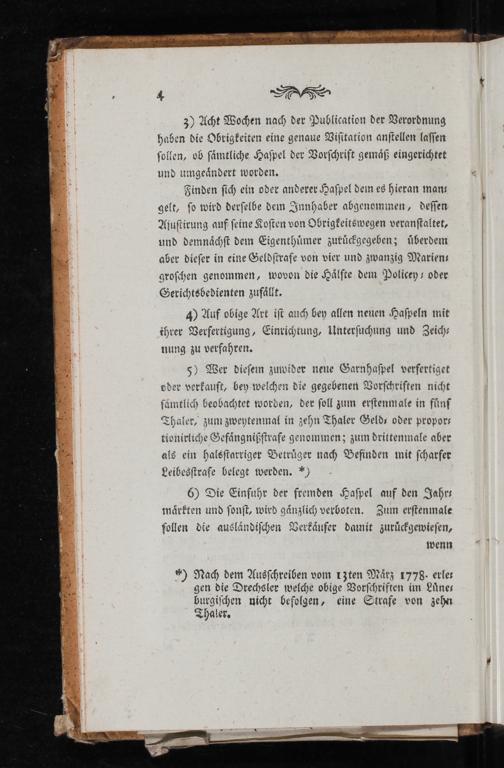 4
3) Acht Wochen nach der Publication der Verordnung
haben die Obrigkeiten eine genaue Visitation anstellen lassen
sollen, ob sämtliche Haspel der Vorschrift gemäß eingerichtet
und umgeändert worden.
Finden sich ein oder anderer Haspel dem es hieran man-
gelt, so wird derselbe dem Innhaber abgenommen, dessen
Ajustirung auf seine Kosten von Obrigkeitswegen veranstaltet,
und demnächst dem Eigenthümer zurückgegeben; überdem
aber dieser in eine Geldstrafe von vier und zwanzig Marien-
groschen genommen, wovon die Hälfte dem Policey- oder
Gerichtsbedienten zufällt.
4) Auf obige Art ist auch bey allen neuen Haspeln mit
ihrer Verfertigung, Einrichtung, Untersuchung und Zeich-
nung zu verfahren.
5) Wer diesem zuwider neue Garnhaspel verfertiget
oder verkauft, bey welchen die gegebenen Vorschriften nicht
sämtlich beobachtet worden, der soll zum erstenmale in fünf
Thaler, zum zweytenmal in zehn Thaler Geld- oder propor-
tionirliche Gefängnißstrafe genommen; zum drittenmale aber
als ein halsstarriger Betrüger nach Befinden mit scharfer
Leibesstrafe belegt werden. *)
6) Die Einfuhr der fremden Haspel auf den Jahr-
märkten und sonst, wird gänzlich verboten. Zum erstenmale
sollen die ausländischen Verkäufer damit zurückgewiesen,
wenn
*) Nach dem Ausschreiben vom 13ten März 1778. erle-
gen die Drechsler welche obige Vorschriften im Lüne-
burgischen nicht befolgen, eine Strafe von zehn
Thaler.